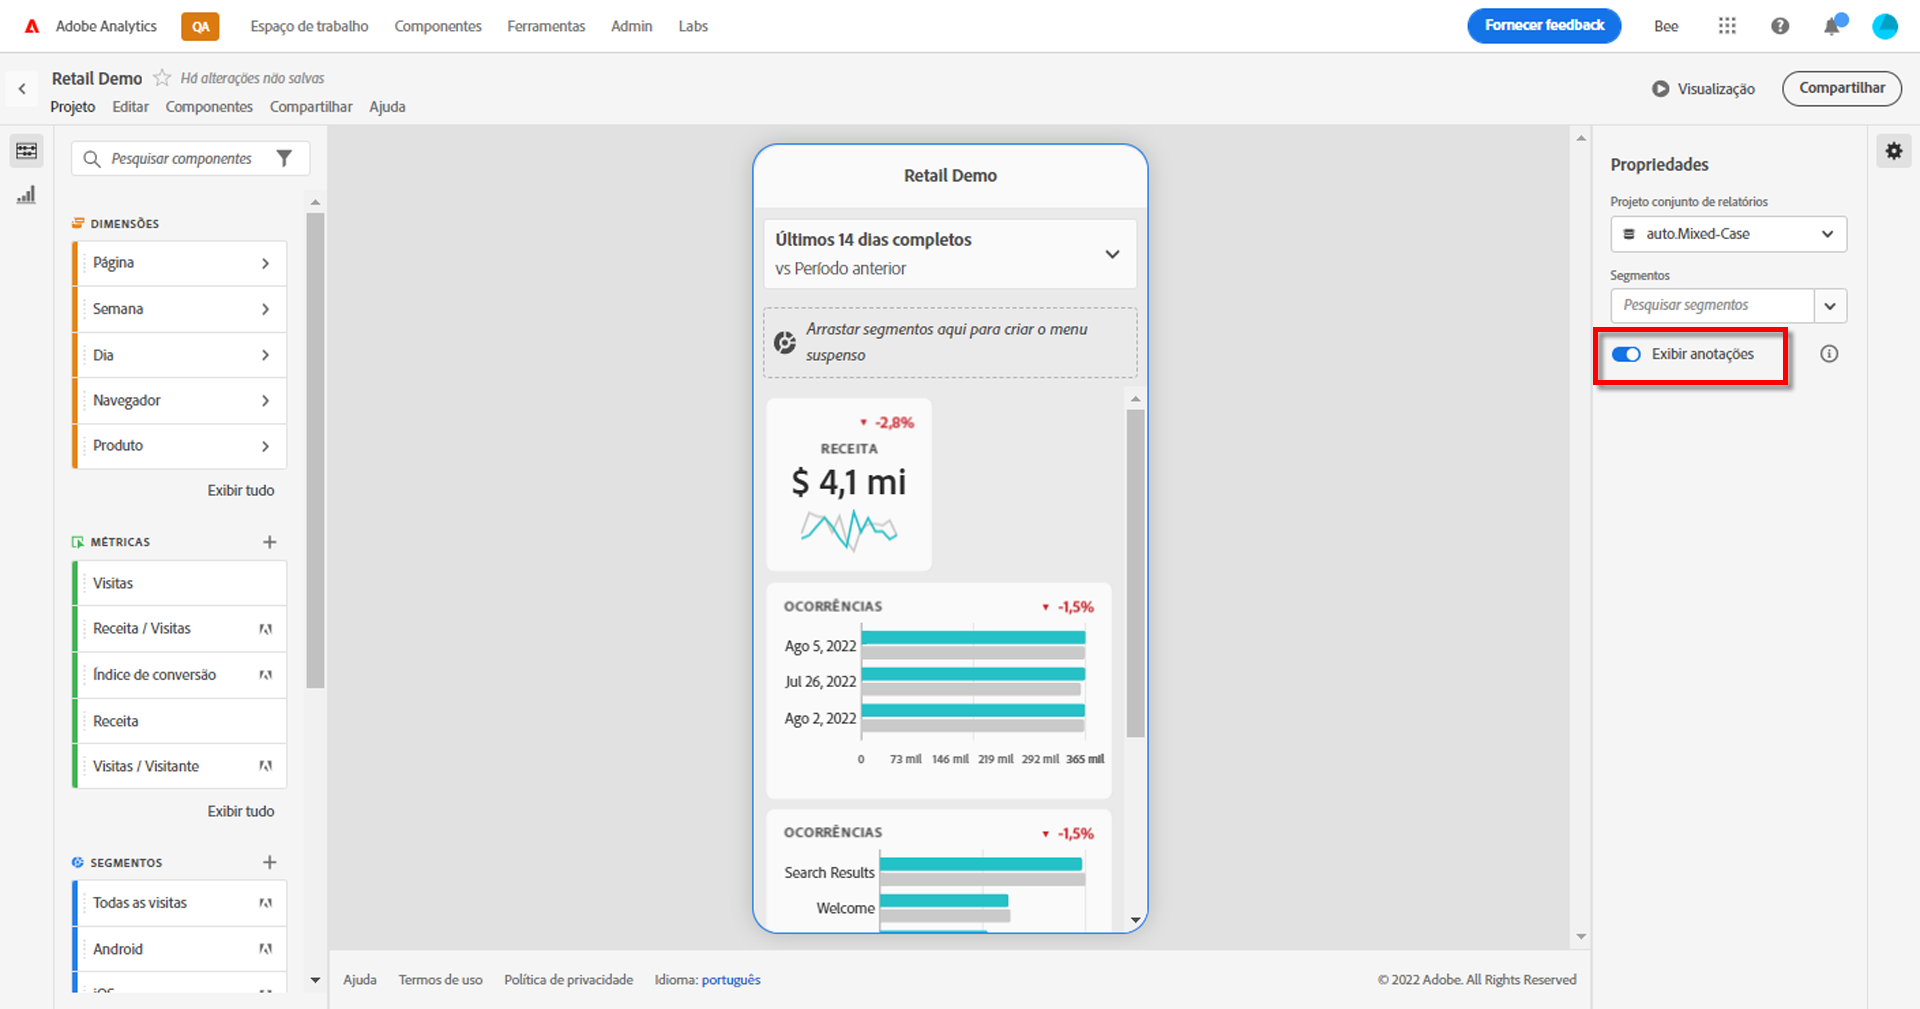 Adobe Analytics
QA
Espaço de trabalho
Componentes
Ferramentas
Admin
Labs
Fornecer feedback
Bee
Retail Demo
Há alterações não salvas
Projeto
Editar
Componentes
Compartilhar
Ajuda
Visualização
Compartilhar
Pesquisar componentes
DIMENSÕES
Página
Semana
Dia
Navegador
Produto
Exibir tudo
MÉTRICAS
Visitas
Receita / Visitas
Índice de conversão
Receita
Visitas / Visitante
Exibir tudo
SEGMENTOS
Todas as visitas
Android
iOS
Retail Demo
Últimos 14 dias completos
vs Período anterior
Arrastar segmentos aqui para criar o menu
suspenso
-2,8%
RECEITA
$ 4,1 mi
OCORRÊNCIAS
-1,5%
Ago 5, 2022
Jul 26, 2022
Ago 2, 2022
0 73 mil 146 mil 219 mil 292 mil 365 mil
OCORRÊNCIAS
-1,5%
Search Results
Welcome
Propriedades
Projeto conjunto de relatórios
auto.Mixed-Case
Segmentos
Pesquisar segmentos
Exibir anotações
Ajuda
Termos de uso
Política de privacidade
Idioma: português
© 2022 Adobe. All Rights Reserved